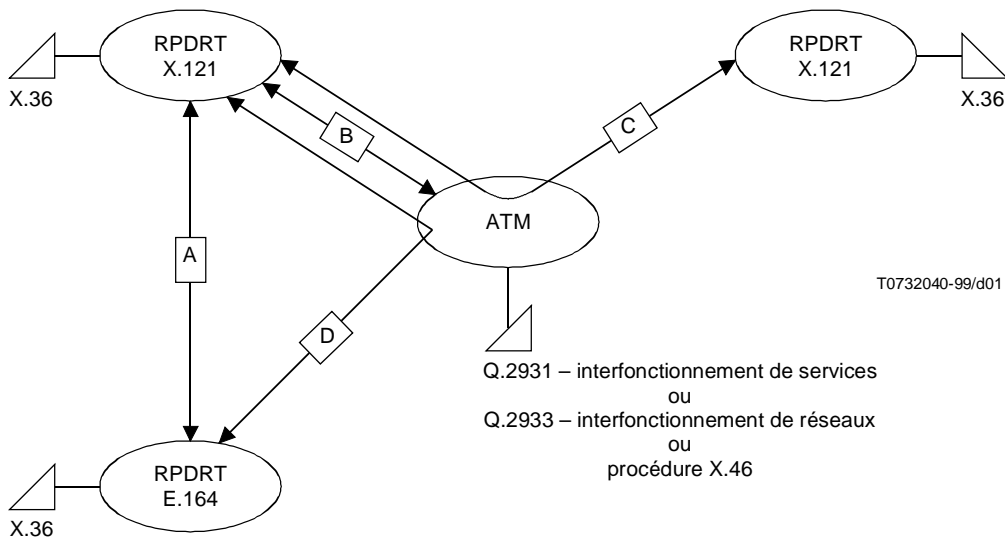 RPDRT
X.121
X.36
RPDRT
X.121
X.36
B
C
ATM
A
T0732040-99/d01
D
Q.2931 – interfonctionnement de services
ou
Q.2933 – interfonctionnement de réseaux
ou
procédure X.46
RPDRT
E.164
X.36